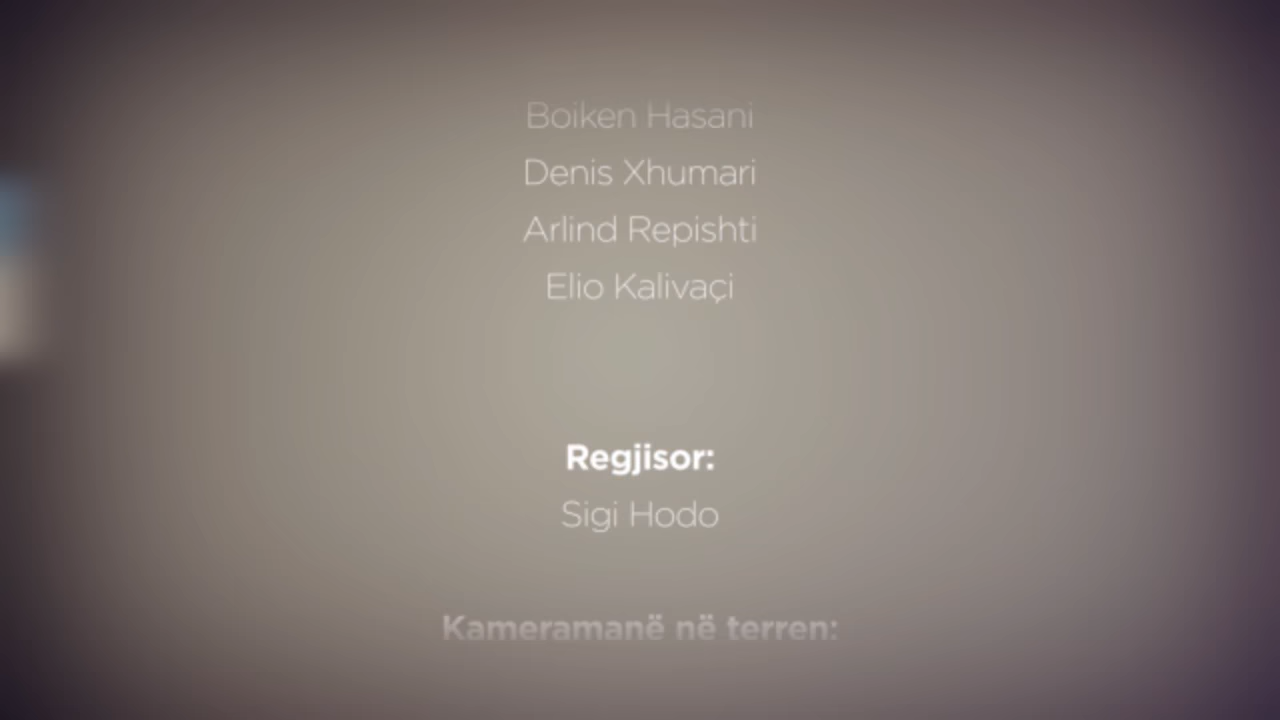 Boiken Hasani
Denis Xhumari
Arlind Repishti
Elio Kalivaçi
Regjisor:
Sigi Hodo
Kameramanë në terren: